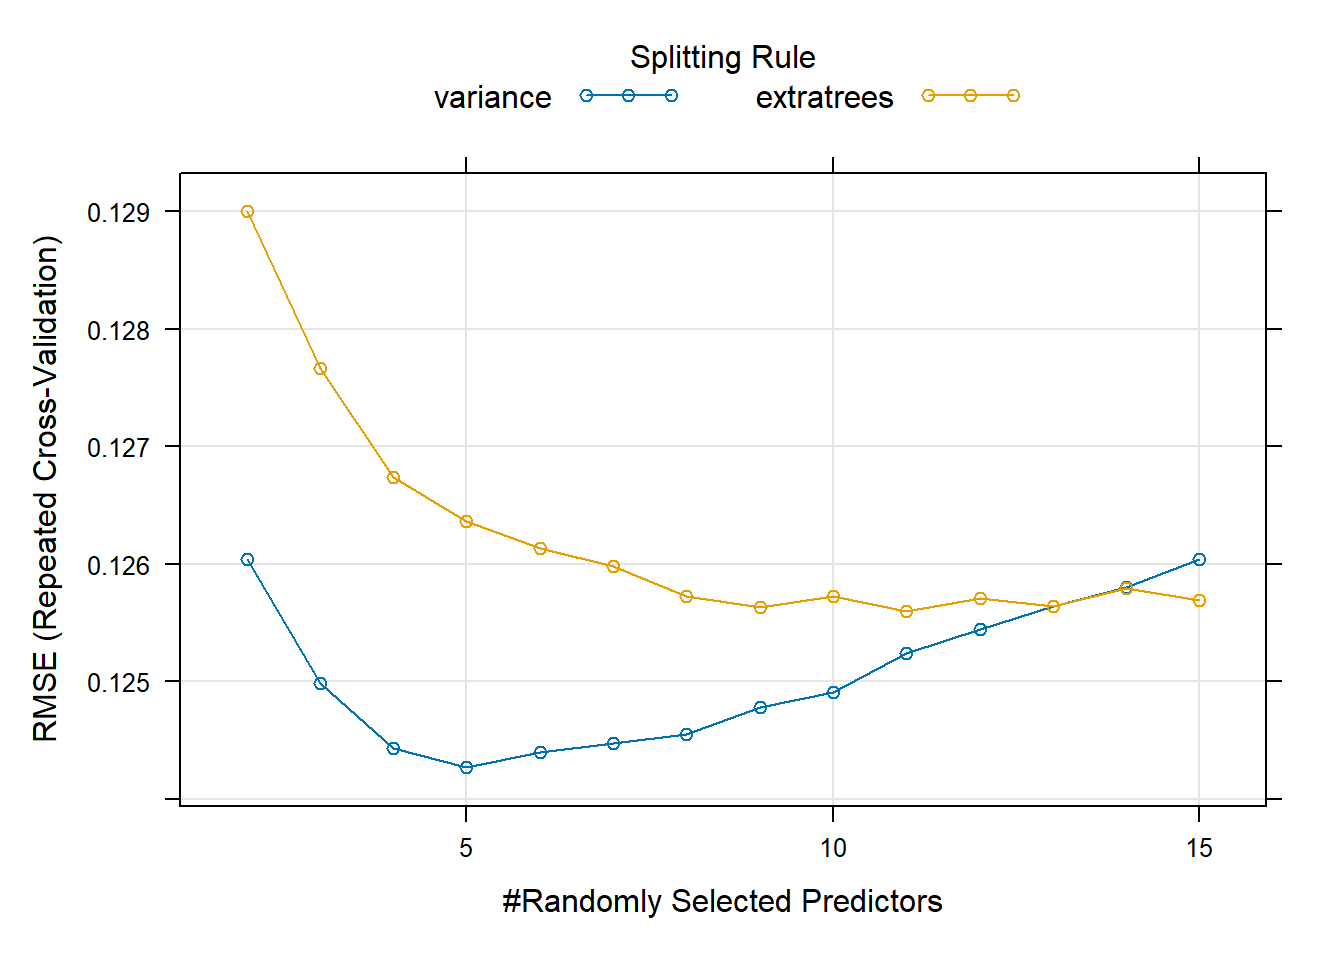 Splitting Rule
variance extratrees
RMSE (Repeated Cross-Validation)
0.129
0.128
0.127
0.126
0.125
5 10 15
#Randomly Selected Predictors